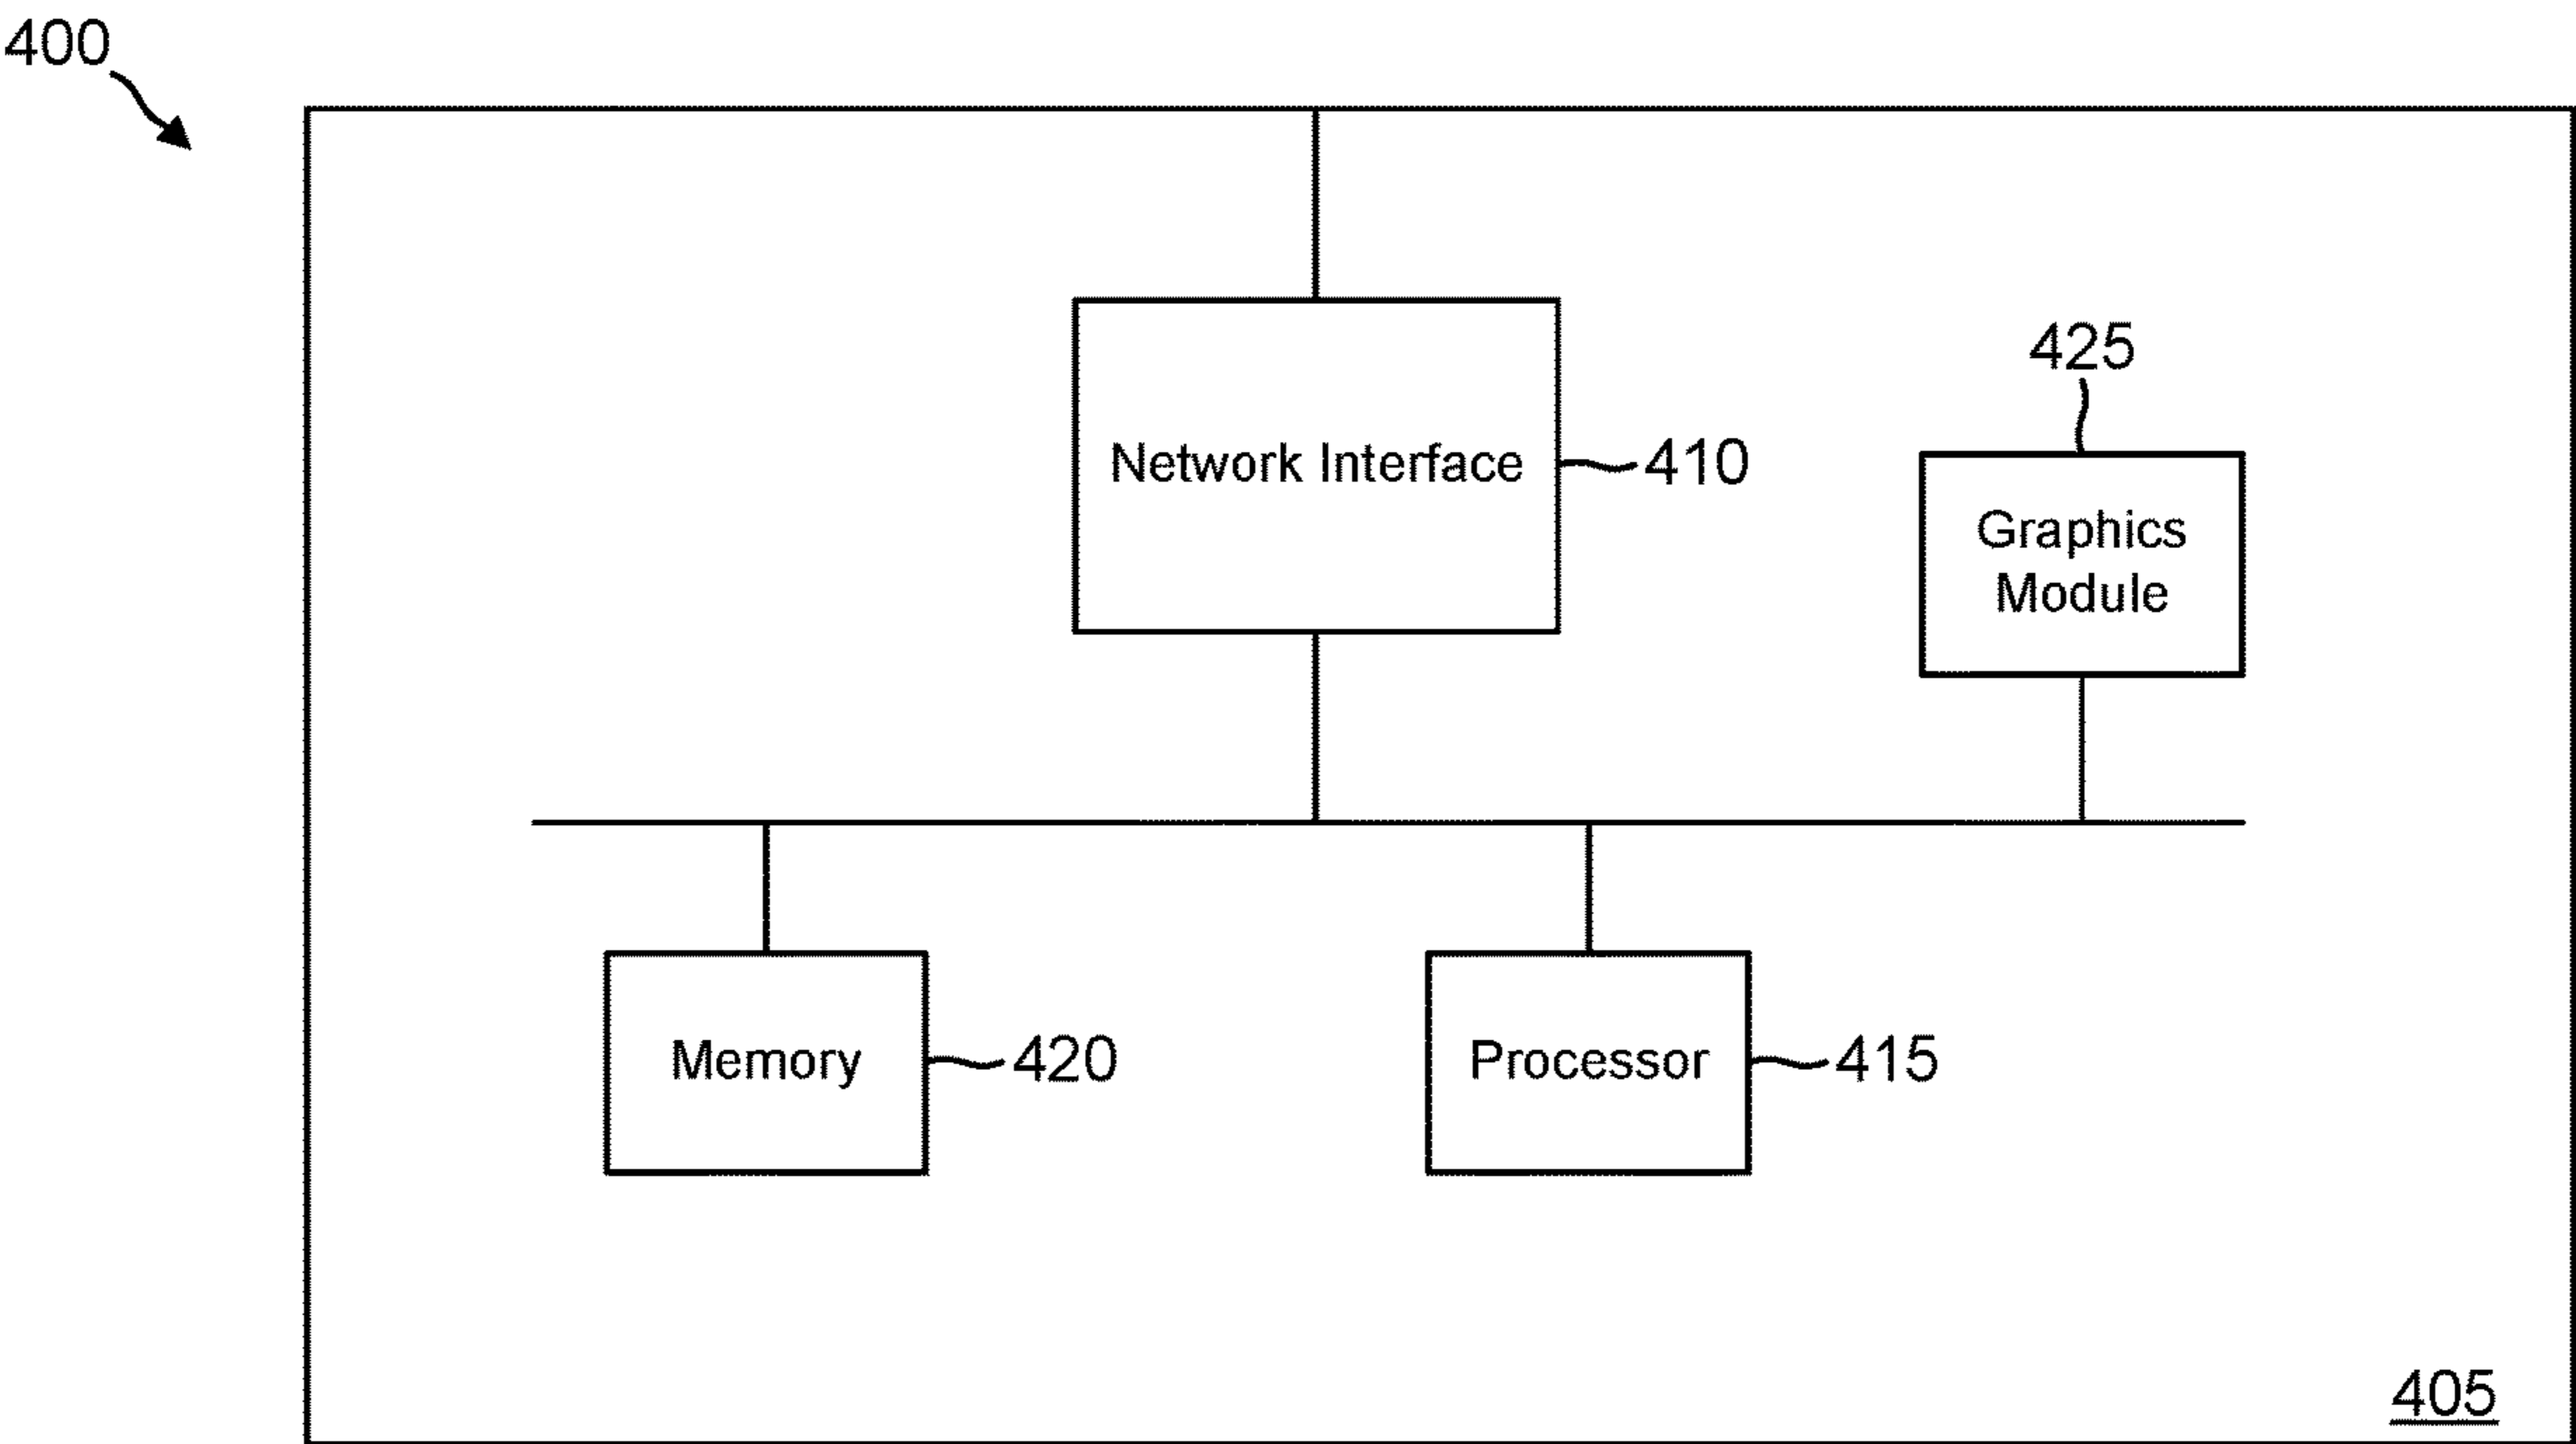 400
425
Network Interface
410
Graphics
Module
Memory
420
Processor
415
405